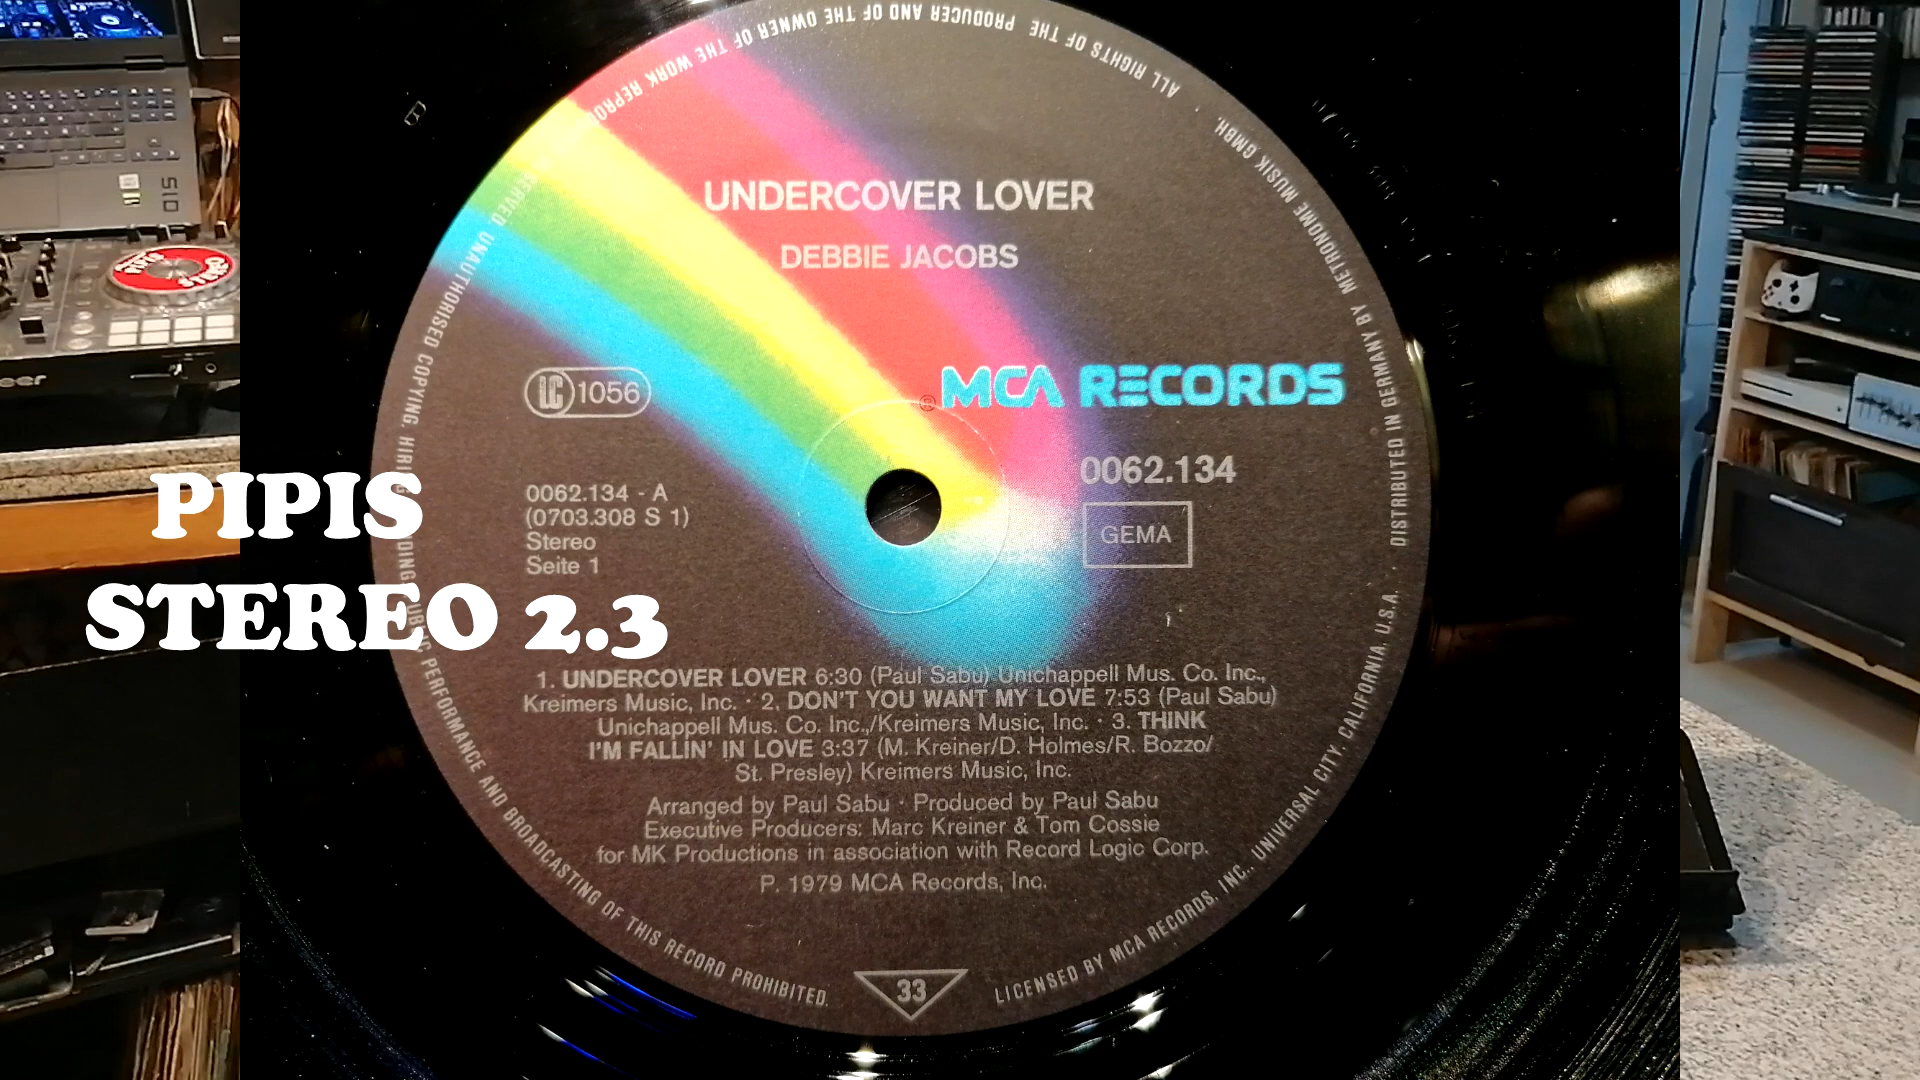 ALL RIGHTS OF THE PRODUCER AND OF THE OWNER OF THE WORK REPRO
ERVED. UNAUTHORISED COPYING. HIRI DING. PUBLIC PERFORMANCE AND BROADCASTING OF THIS RECORD PROHIBITED.
UNDERCOVER LOVER
DEBBIE JACOBS
LC 1056
® MCA RECORDS
0062.134
GEMA
0062.134 - A
(0703.308 S 1)
Stereo
Seite 1
PIPIS
STEREO 2.3
1. UNDERCOVER LOVER 6:30 (Paul Sabu) Unichappell Mus. Co. Inc.,
Kreimers Music, Inc. · 2. DON'T YOU WANT MY LOVE 7:53 (Paul Sabu)
Unichappell Mus. Co. Inc.,/Kreimers Music, Inc. · 3. THINK
I'M FALLIN' IN LOVE 3:37 (M. Kreiner/D. Holmes/R. Bozzo/
St. Presley) Kreimers Music, Inc.
Arranged by Paul Sabu · Produced by Paul Sabu
Executive Producers: Marc Kreiner & Tom Cossie
for MK Productions in association with Record Logic Corp.
P. 1979 MCA Records, Inc.
33
LICENSED BY MCA RECORDS, INC., UNIVERSAL CITY, CALIFORNIA, U.S.A. · DISTRIBUTED IN GERMANY BY METRONOME MUSIK GMBH.
PIPIS
STEREO